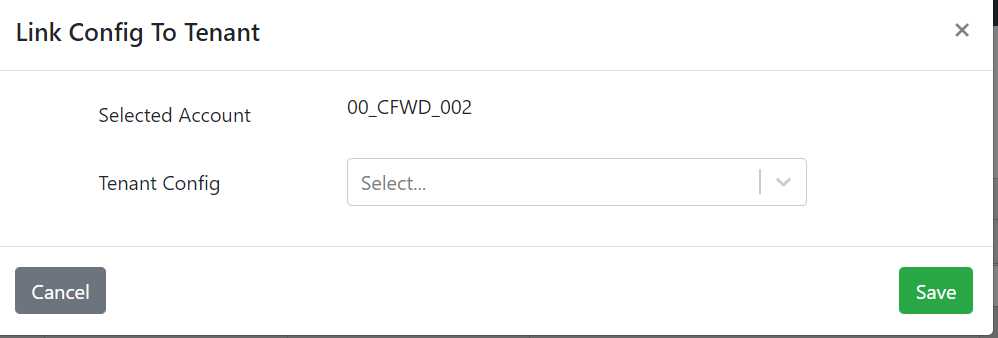 Link Config To Tenant
×
Selected Account 00_CFWD_002
Tenant Config Select...
Cancel Save